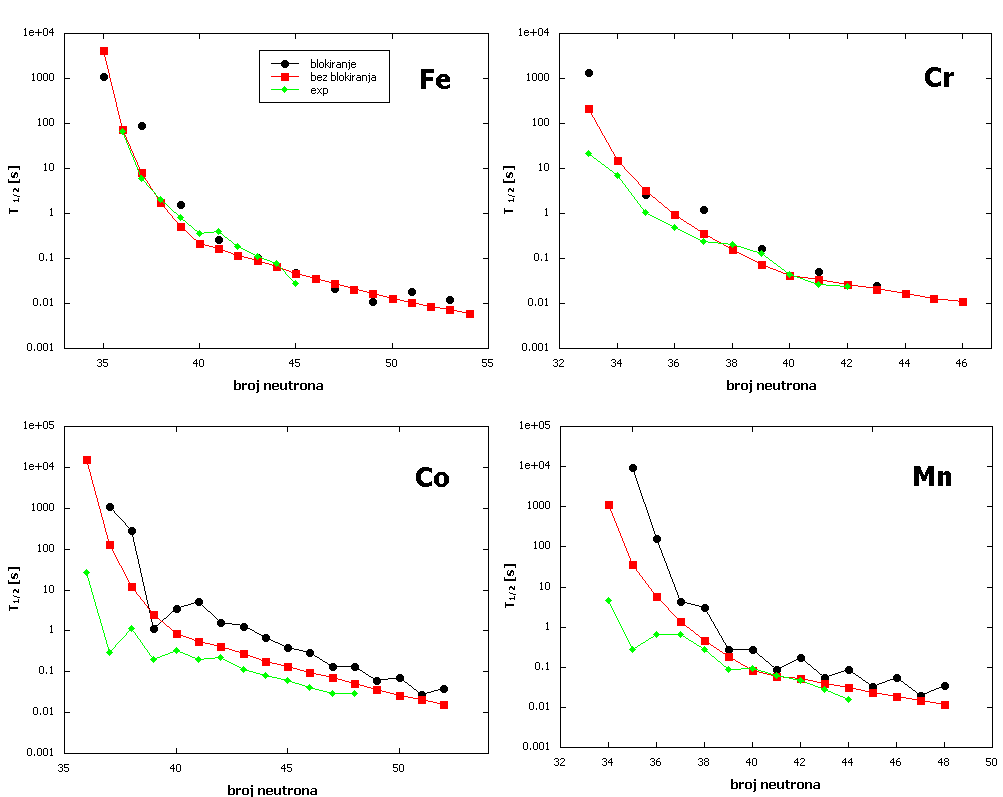 1e+04
1000
100
10
1
0.1
0.01
0.001
T 1/2 [s]
35
40
45
50
55
broj neutrona
blokiranje
bez blokiranja
exp
Fe
1e+04
1000
100
10
1
0.1
0.01
0.001
T 1/2 [s]
32
34
36
38
40
42
44
46
broj neutrona
Cr
1e+05
1e+04
1000
100
10
1
0.1
0.01
0.001
T1/2 [s]
35
40
45
50
broj neutrona
Co
1e+05
1e+04
1000
100
10
1
0.1
0.01
0.001
T1/2 [s]
32
34
36
38
40
42
44
46
48
50
broj neutrona
Mn